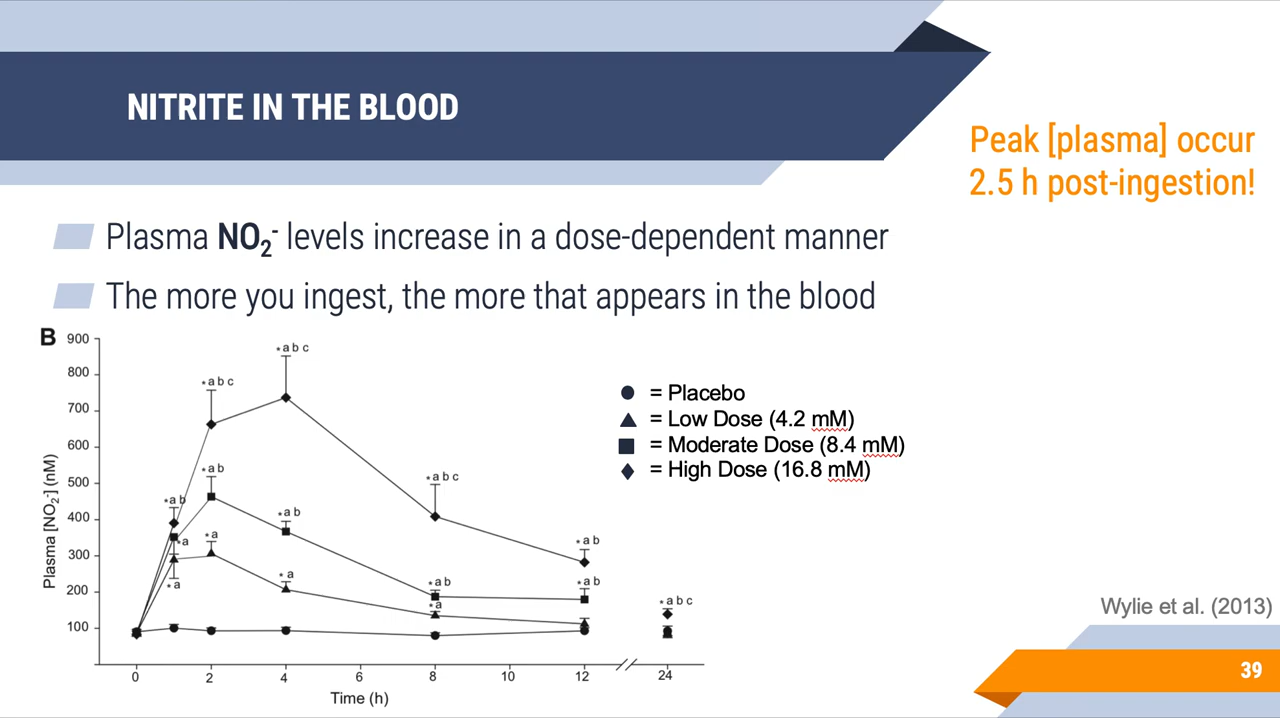 NITRITE IN THE BLOOD
Peak [plasma] occur
2.5 h post-ingestion!
Plasma NO₂⁻ levels increase in a dose-dependent manner
The more you ingest, the more that appears in the blood
B
900
800
700
600
500
400
300
200
100
Plasma [NO₂⁻] (nM)
*a b c
*a b c
*a b
*a b
*a
*a
*a
*a b
*a
*a b c
*a b
*a
*a b
*a b
*a b c
0 2 4 6 8 10 12 24
Time (h)
= Placebo
= Low Dose (4.2 mM)
= Moderate Dose (8.4 mM)
= High Dose (16.8 mM)
Wylie et al. (2013)
39